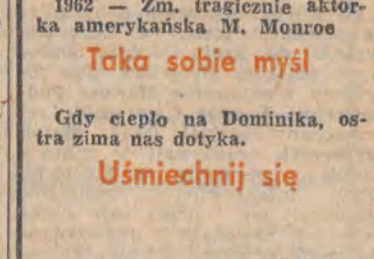 1962 — Zm. tragicznie aktor-
ka amerykańska M. Monroe
Taka sobie myśl
Gdy ciepło na Dominika, os-
tra zima nas dotyka.
Uśmiechnij się